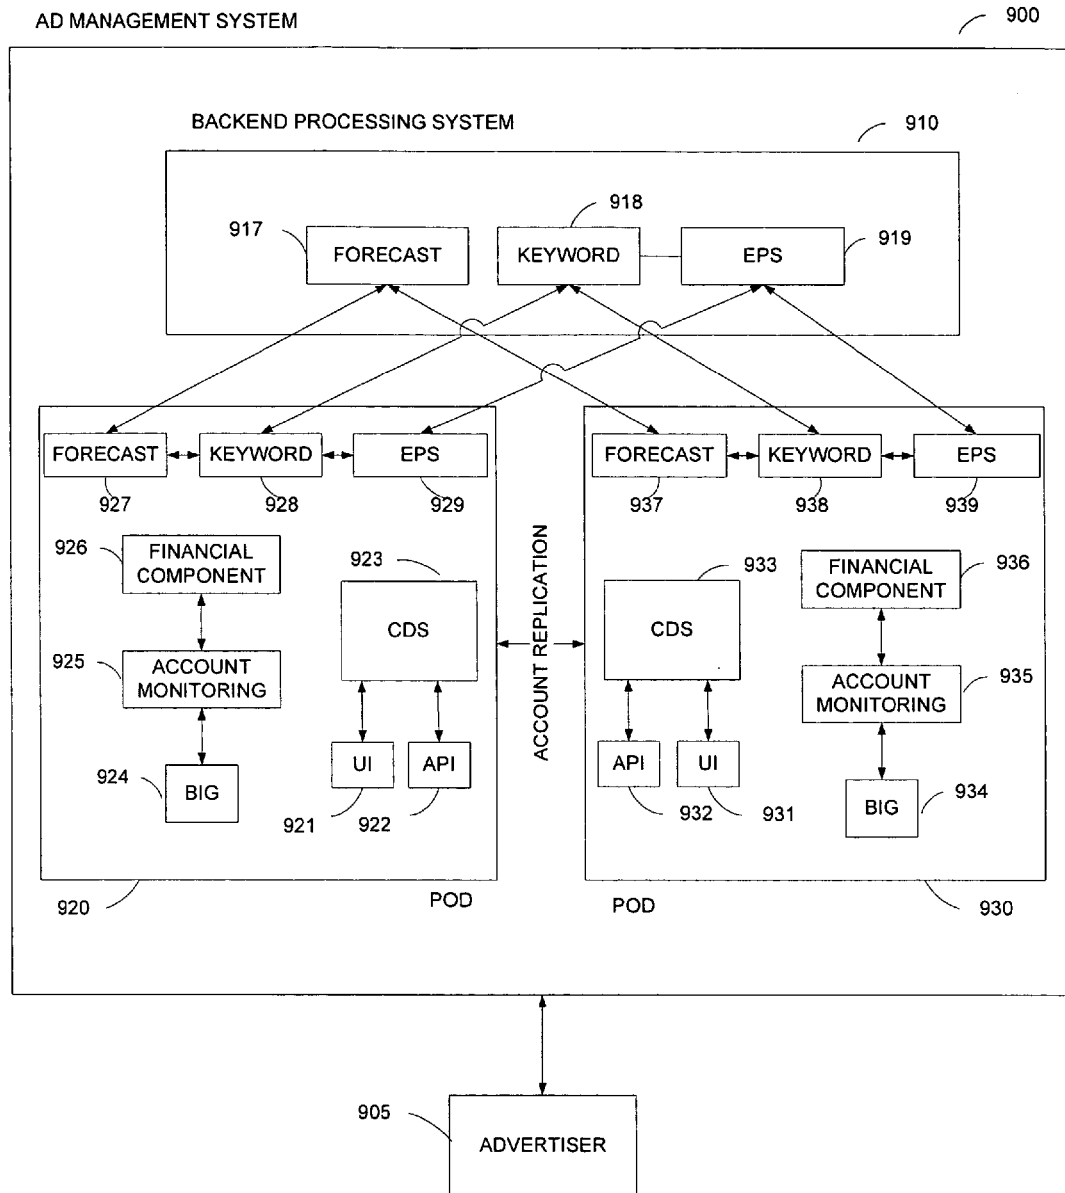 AD MANAGEMENT SYSTEM
900
BACKEND PROCESSING SYSTEM
910
917
918
919
FORECAST
KEYWORD
EPS
FORECAST
KEYWORD
EPS
FORECAST
KEYWORD
EPS
927
928
929
937
938
939
926
FINANCIAL
COMPONENT
923
CDS
925
ACCOUNT
MONITORING
924
BIG
UI
API
921
922
ACCOUNT REPLICATION
933
CDS
FINANCIAL
COMPONENT
936
ACCOUNT
MONITORING
935
API
UI
932
931
BIG
934
920
POD
POD
930
905
ADVERTISER